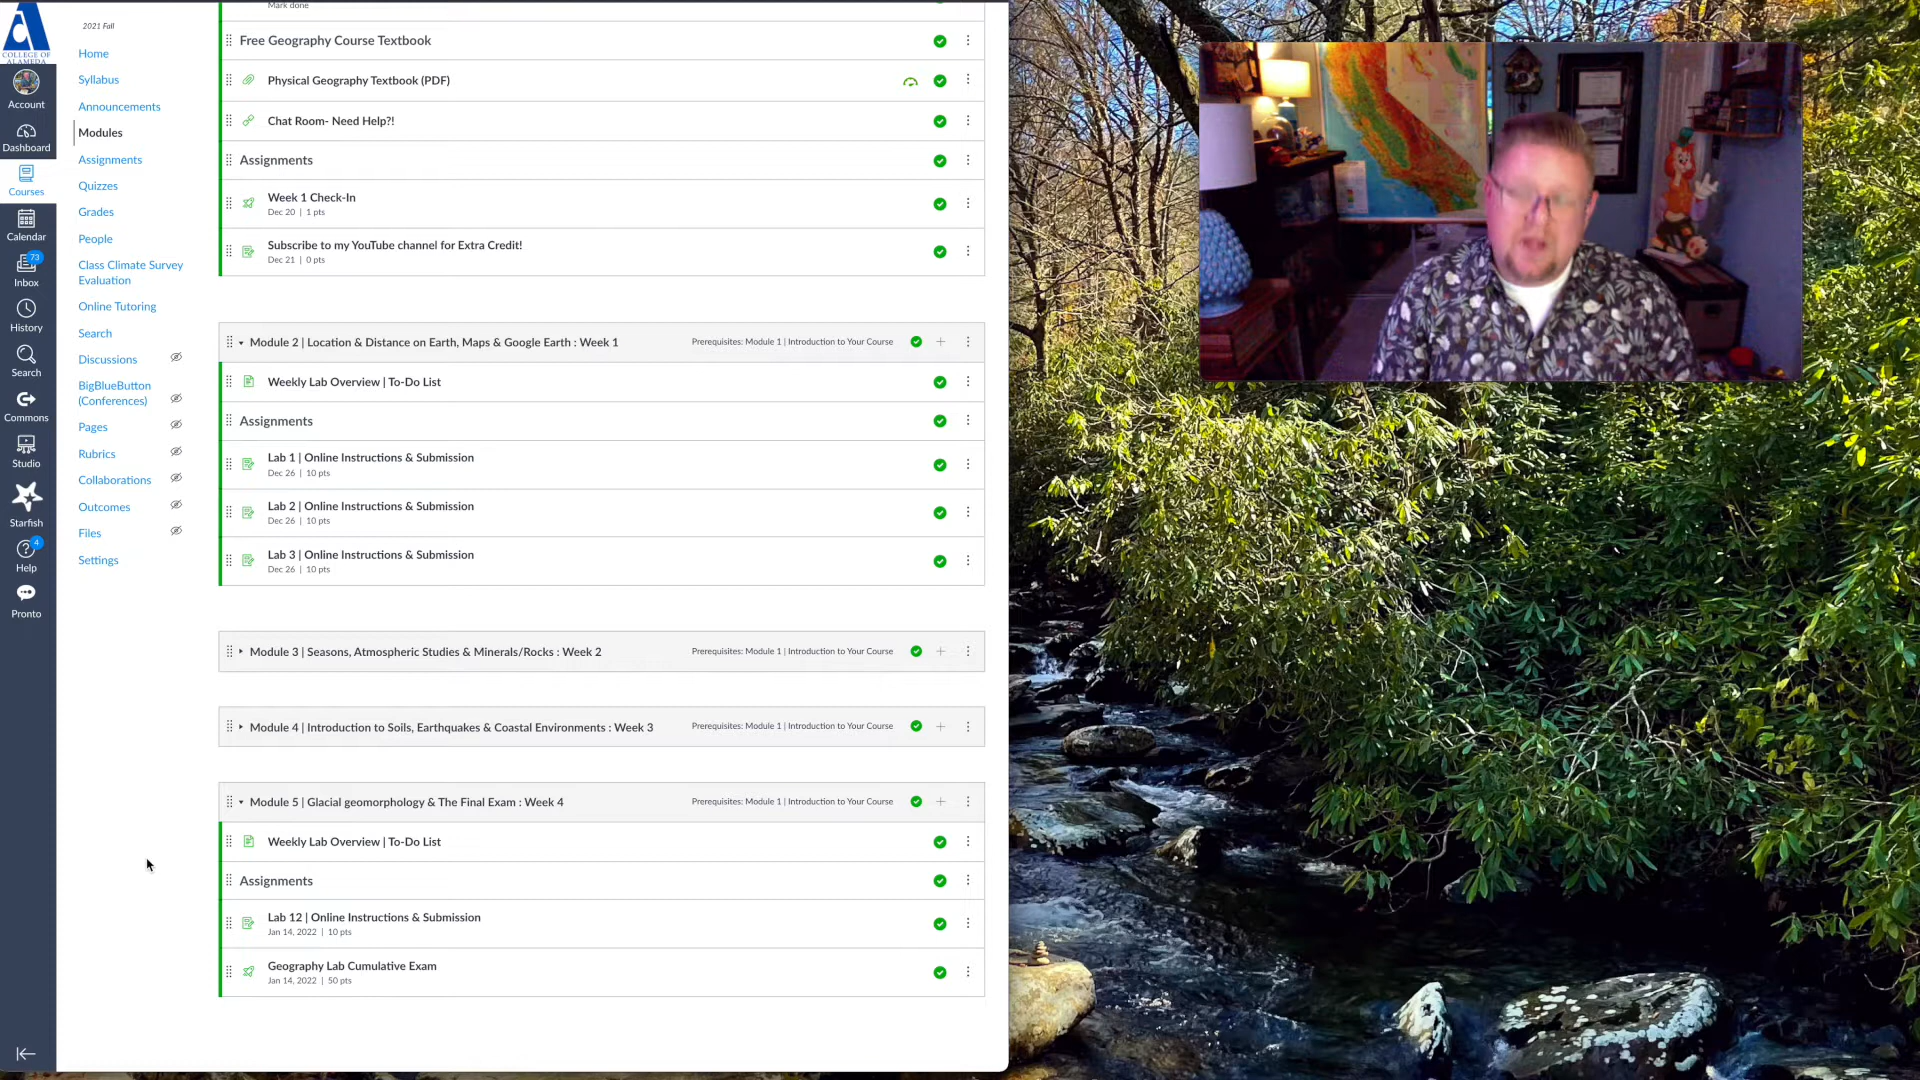 COLLEGE OF
ALAMEDA
Account
Dashboard
Courses
Calendar
73
Inbox
History
Search
Commons
Studio
Starfish
4
Help
Pronto
2021 Fall
Home
Syllabus
Announcements
Modules
Assignments
Quizzes
Grades
People
Class Climate Survey
Evaluation
Online Tutoring
Search
Discussions
BigBlueButton
(Conferences)
Pages
Rubrics
Collaborations
Outcomes
Files
Settings
Mark done
Free Geography Course Textbook
Physical Geography Textbook (PDF)
Chat Room- Need Help?!
Assignments
Week 1 Check-In
Dec 20 | 1 pts
Subscribe to my YouTube channel for Extra Credit!
Dec 21 | 0 pts
Module 2 | Location & Distance on Earth, Maps & Google Earth : Week 1 Prerequisites: Module 1 | Introduction to Your Course
Weekly Lab Overview | To-Do List
Assignments
Lab 1 | Online Instructions & Submission
Dec 26 | 10 pts
Lab 2 | Online Instructions & Submission
Dec 26 | 10 pts
Lab 3 | Online Instructions & Submission
Dec 26 | 10 pts
Module 3 | Seasons, Atmospheric Studies & Minerals/Rocks : Week 2 Prerequisites: Module 1 | Introduction to Your Course
Module 4 | Introduction to Soils, Earthquakes & Coastal Environments : Week 3 Prerequisites: Module 1 | Introduction to Your Course
Module 5 | Glacial geomorphology & The Final Exam : Week 4 Prerequisites: Module 1 | Introduction to Your Course
Weekly Lab Overview | To-Do List
Assignments
Lab 12 | Online Instructions & Submission
Jan 14, 2022 | 10 pts
Geography Lab Cumulative Exam
Jan 14, 2022 | 50 pts